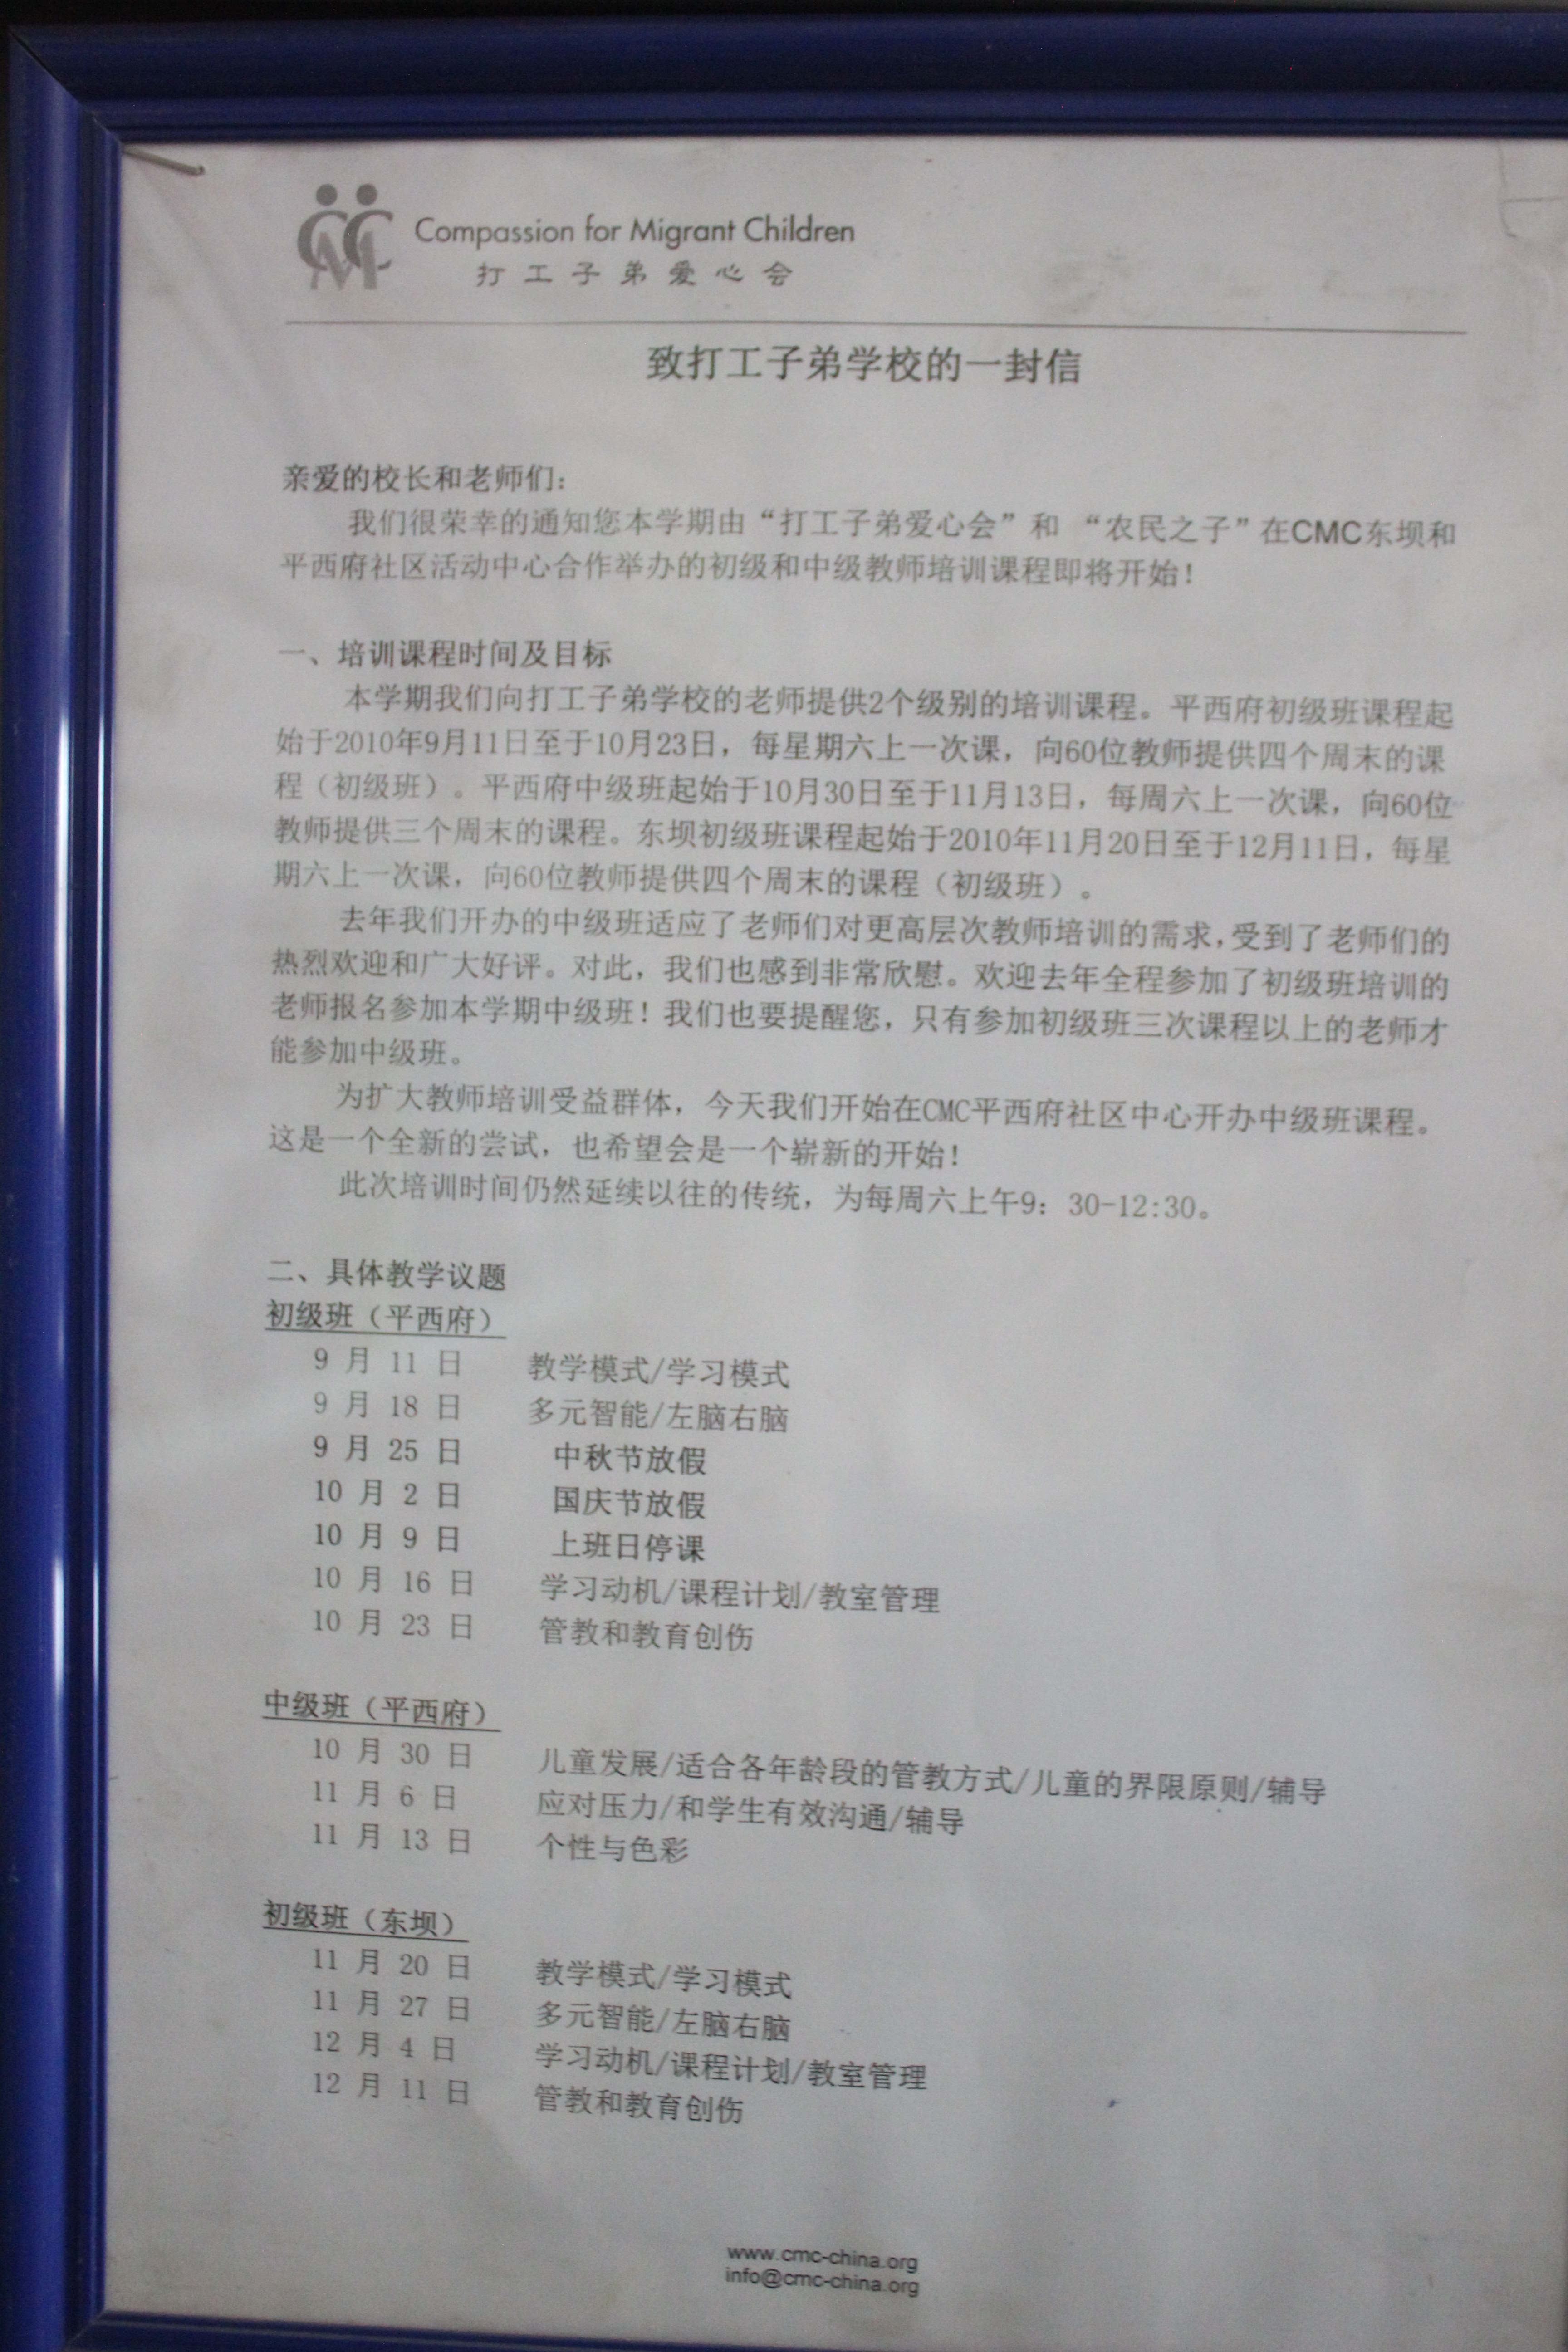 Compassion for Migrant Children
打工子弟爱心会
致打工子弟学校的一封信
亲爱的校长和老师们：
我们很荣幸的通知您本学期由“打工子弟爱心会”和 “农民之子”在CMC东坝和
平西府社区活动中心合作举办的初级和中级教师培训课程即将开始！
一、培训课程时间及目标
本学期我们向打工子弟学校的老师提供2个级别的培训课程。平西府初级班课程起
始于2010年9月11日至于10月23日，每星期六上一次课，向60位教师提供四个周末的课
程（初级班）。平西府中级班起始于10月30日至于11月13日，每周六上一次课，向60位
教师提供三个周末的课程。东坝初级班课程起始于2010年11月20日至于12月11日，每星
期六上一次课，向60位教师提供四个周末的课程（初级班）。
去年我们开办的中级班适应了老师们对更高层次教师培训的需求,受到了老师们的
热烈欢迎和广大好评。对此，我们也感到非常欣慰。欢迎去年全程参加了初级班培训的
老师报名参加本学期中级班！我们也要提醒您，只有参加初级班三次课程以上的老师才
能参加中级班。
为扩大教师培训受益群体，今天我们开始在CMC平西府社区中心开办中级班课程。
这是一个全新的尝试，也希望会是一个崭新的开始！
此次培训时间仍然延续以往的传统，为每周六上午9：30-12:30。
二、具体教学议题
初级班（平西府）
9 月 11 日 教学模式/学习模式
9 月 18 日 多元智能/左脑右脑
9 月 25 日 中秋节放假
10 月 2 日 国庆节放假
10 月 9 日 上班日停课
10 月 16 日 学习动机/课程计划/教室管理
10 月 23 日 管教和教育创伤
中级班（平西府）
10 月 30 日 儿童发展/适合各年龄段的管教方式/儿童的界限原则/辅导
11 月 6 日 应对压力/和学生有效沟通/辅导
11 月 13 日 个性与色彩
初级班（东坝）
11 月 20 日 教学模式/学习模式
11 月 27 日 多元智能/左脑右脑
12 月 4 日 学习动机/课程计划/教室管理
12 月 11 日 管教和教育创伤
www.cmc-china.org
info@cmc-china.org